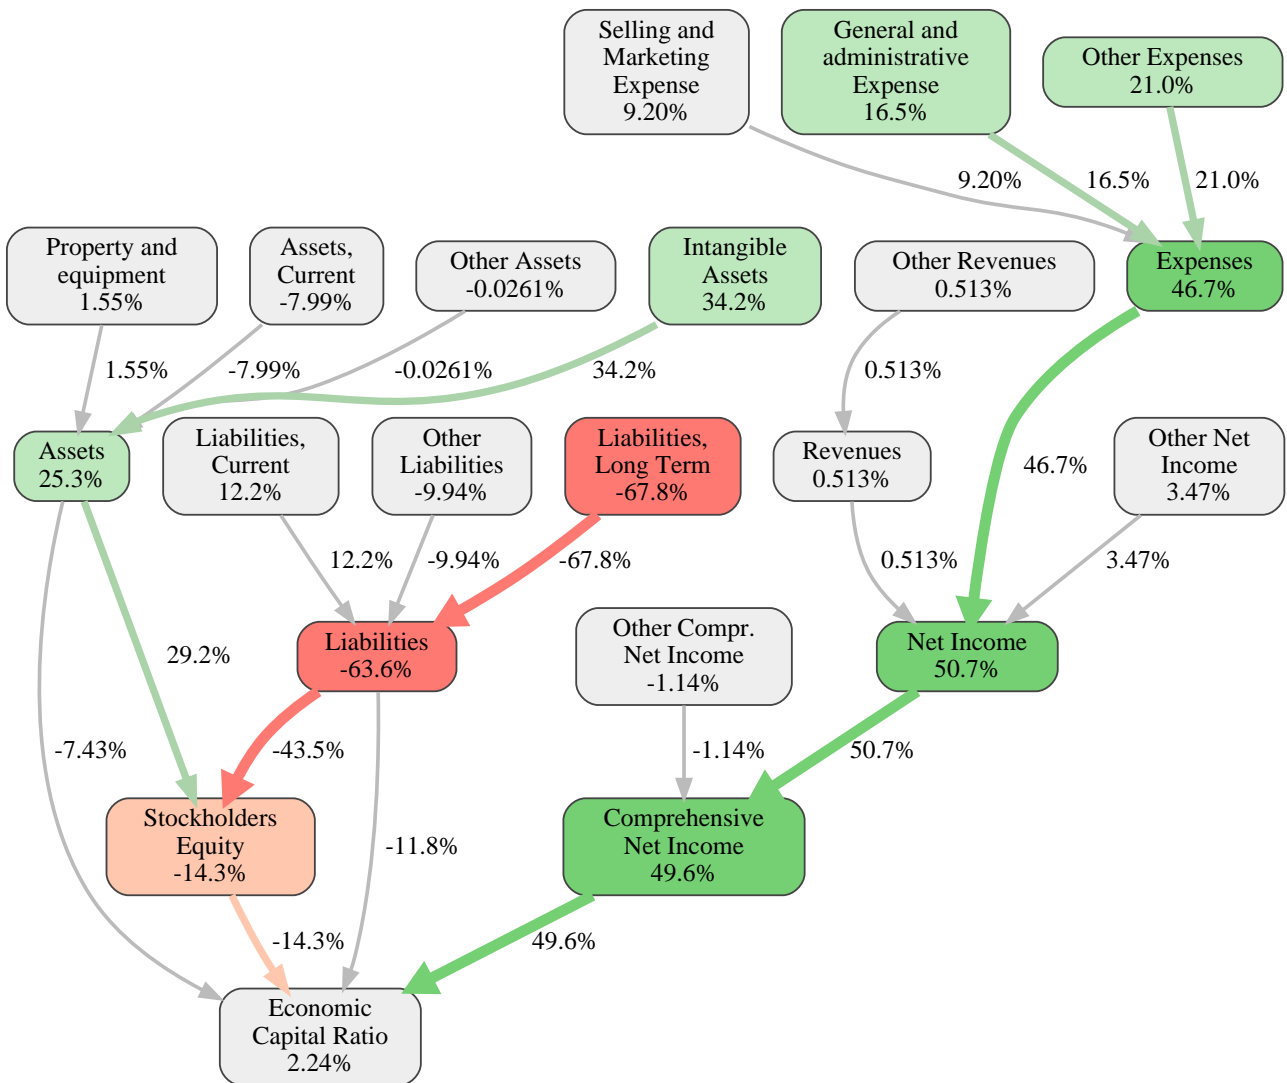 Selling and
Marketing
Expense
9.20%
General and
administrative
Expense
16.5%
Other Expenses
21.0%
9.20%
16.5%
21.0%
Property and
equipment
1.55%
Assets,
Current
-7.99%
Other Assets
-0.0261%
Intangible
Assets
34.2%
Other Revenues
0.513%
Expenses
46.7%
1.55%
-7.99%
-0.0261%
34.2%
0.513%
Assets
25.3%
Liabilities,
Current
12.2%
Other
Liabilities
-9.94%
Liabilities,
Long Term
-67.8%
Revenues
0.513%
46.7%
Other Net
Income
3.47%
12.2%
-9.94%
-67.8%
0.513%
3.47%
29.2%
Liabilities
-63.6%
Other Compr.
Net Income
-1.14%
Net Income
50.7%
-7.43%
-43.5%
-1.14%
50.7%
Stockholders
Equity
-14.3%
-11.8%
Comprehensive
Net Income
49.6%
-14.3%
49.6%
Economic
Capital Ratio
2.24%